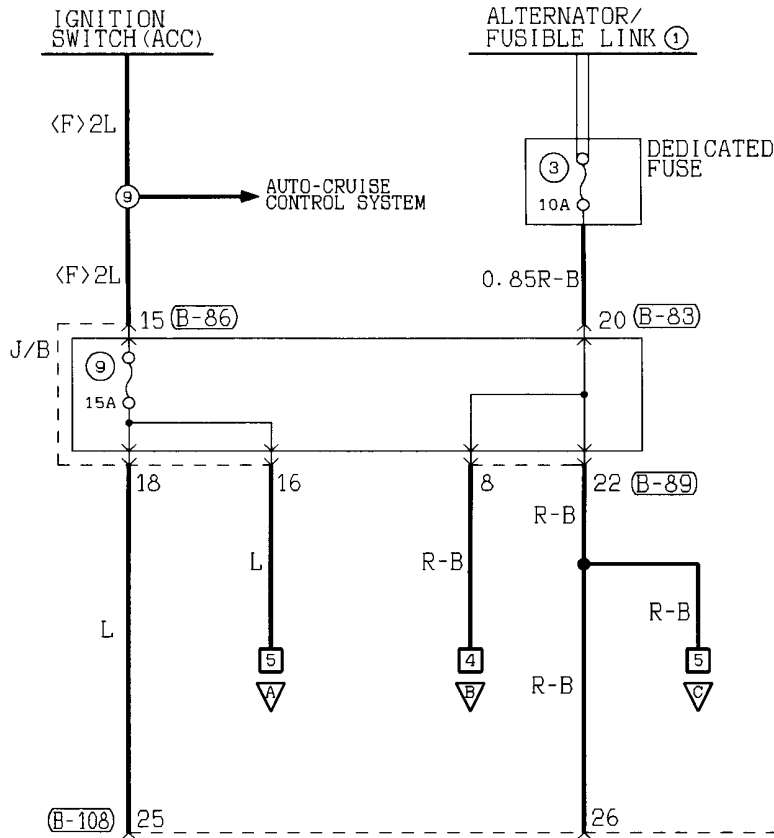 IGNITION
SWITCH(ACC)
ALTERNATOR/
FUSIBLE LINK ①
<F>2L
DEDICATED
FUSE
③
10A
⑨
AUTO-CRUISE
CONTROL SYSTEM
<F>2L
0.85R-B
15 (B-86)
20 (B-83)
J/B
⑨
15A
18
16
8
22 (B-89)
R-B
L
R-B
R-B
L
5
4
5
R-B
A
B
C
(B-108) 25
26